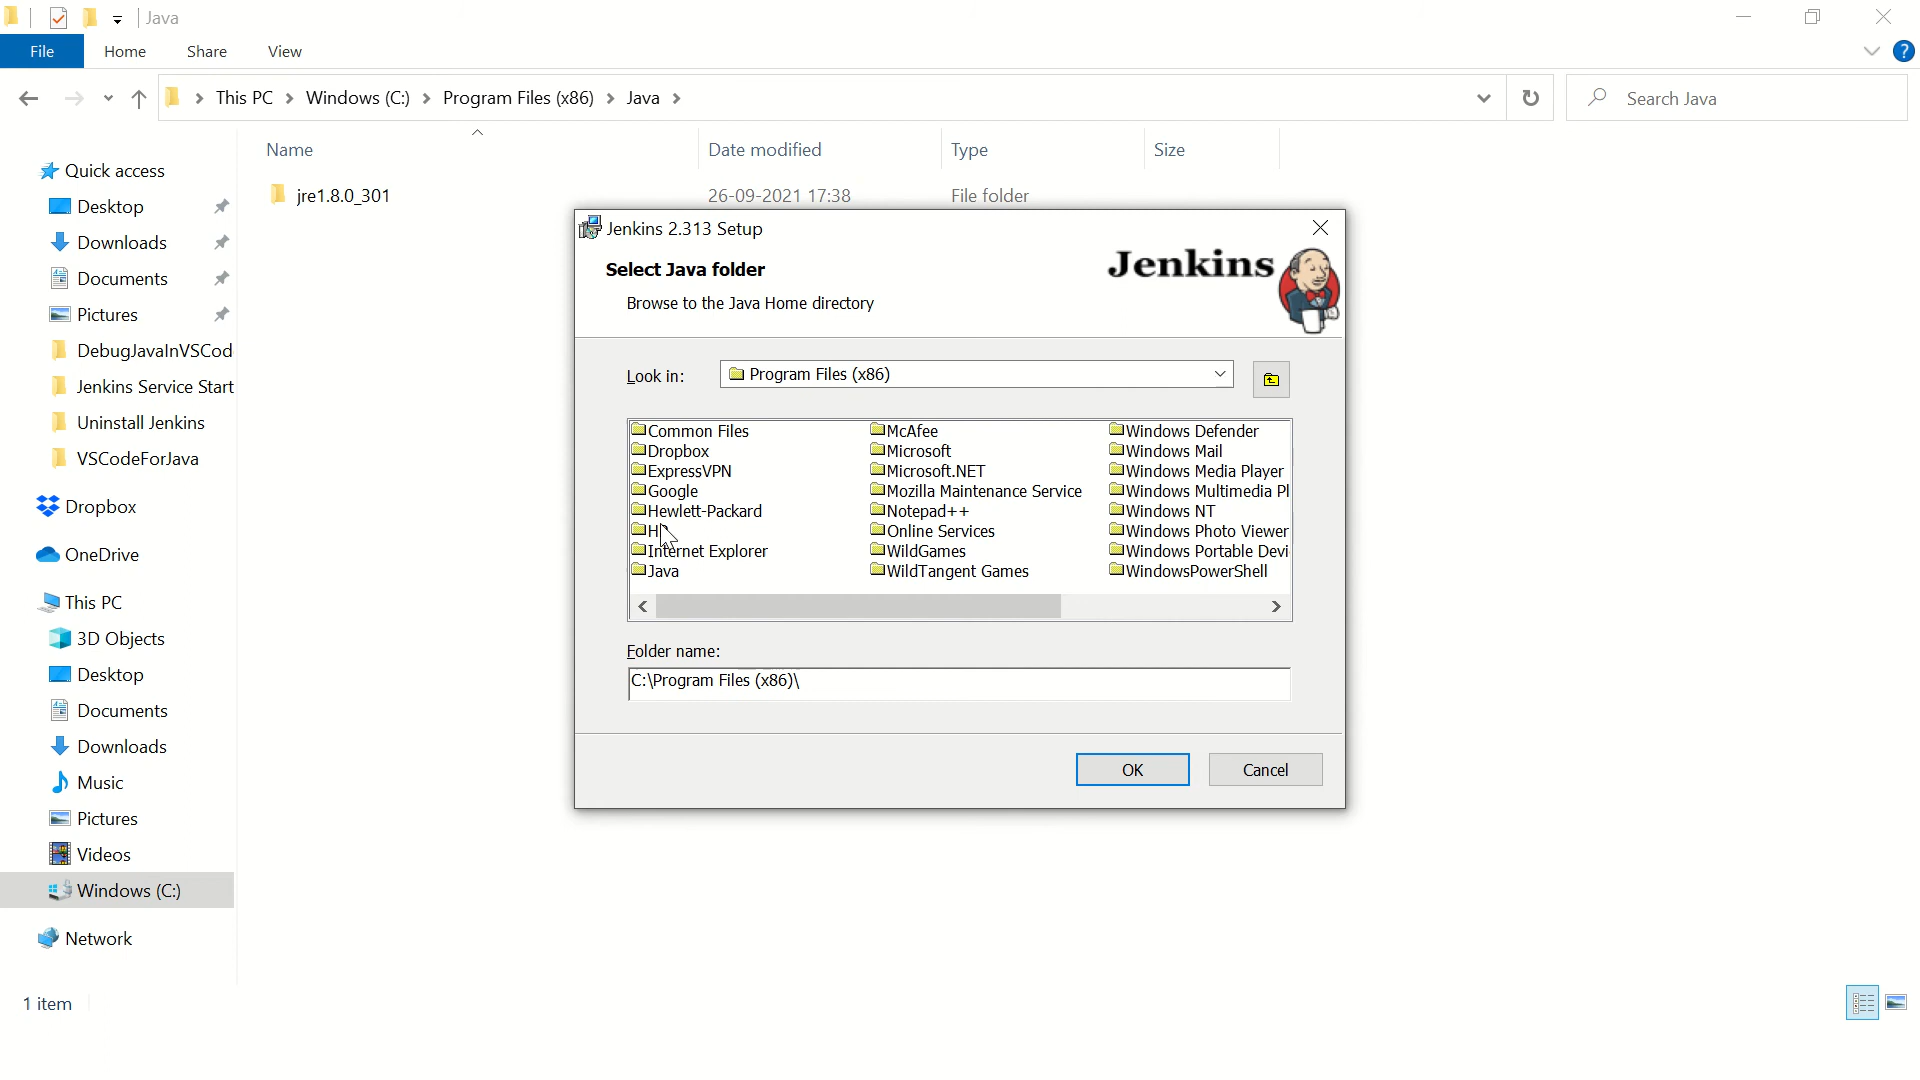 Java
File Home Share View
This PC Windows (C:) Program Files (x86) Java
Search Java
Name Date modified Type Size
jre1.8.0_301 26-09-2021 17:38 File folder
Quick access
Desktop
Downloads
Documents
Pictures
DebugJavaInVSCod
Jenkins Service Start
Uninstall Jenkins
VSCodeForJava
Dropbox
OneDrive
This PC
3D Objects
Desktop
Documents
Downloads
Music
Pictures
Videos
Windows (C:)
Network
1 item
Jenkins 2.313 Setup
Select Java folder
Browse to the Java Home directory
Jenkins
Look in: Program Files (x86)
Common Files McAfee Windows Defender
Dropbox Microsoft Windows Mail
ExpressVPN Microsoft.NET Windows Media Player
Google Mozilla Maintenance Service Windows Multimedia Pl
Hewlett-Packard Notepad++ Windows NT
HP Online Services Windows Photo Viewer
Internet Explorer WildGames Windows Portable Devi
Java WildTangent Games WindowsPowerShell
Folder name:
C:\Program Files (x86)\
OK Cancel